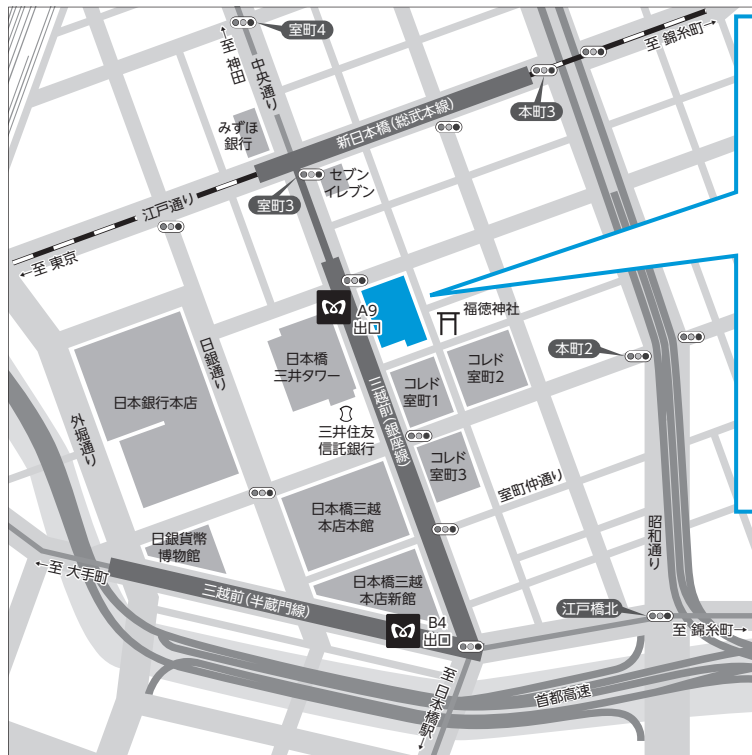 室町4
←至 神田
中央通り
至 錦糸町→
本町3
みずほ
銀行
新日本橋(総武本線)
室町3
セブン
イレブン
江戸通り
←至 東京
A9
出口
福徳神社
日銀通り
日本橋
三井タワー
コレド
室町1
コレド
室町2
本町2
日本銀行本店
外堀通り
三井住友
信託銀行
三越前(銀座線)
コレド
室町3
室町仲通り
日本橋三越
本店本館
昭和通り
日銀貨幣
博物館
←至 大手町
三越前(半蔵門線)
日本橋三越
本店新館
B4
出口
江戸橋北
至 錦糸町→
至 日本橋駅→
首都高速